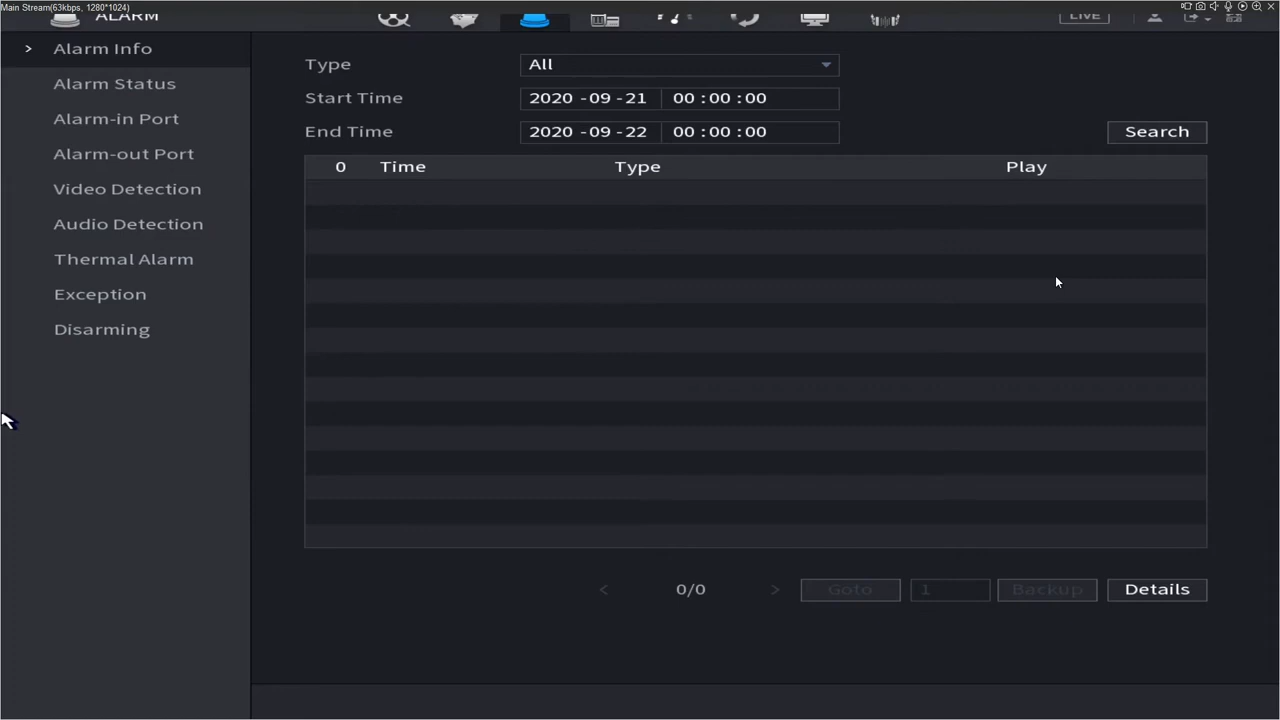 Main Stream(63kbps, 1280*1024)
ALARM
LIVE
> Alarm Info
Alarm Status
Alarm-in Port
Alarm-out Port
Video Detection
Audio Detection
Thermal Alarm
Exception
Disarming
Type All
Start Time 2020 -09 -21 00 :00 :00
End Time 2020 -09 -22 00 :00 :00 Search
0 Time Type Play
< 0/0 > Goto 1 Backup Details